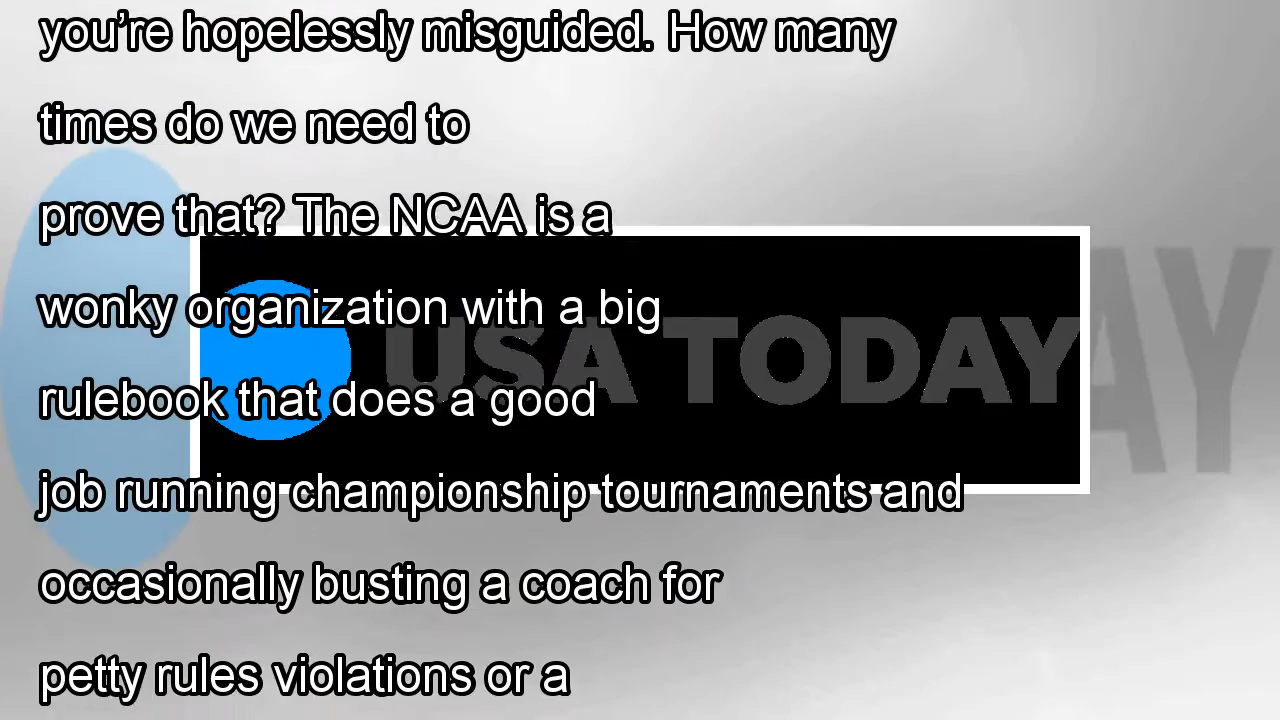 you’re hopelessly misguided. How many
times do we need to
prove that? The NCAA is a
wonky organization with a big
rulebook that does a good
USA TODAY
AY
job running championship tournaments and
occasionally busting a coach for
petty rules violations or a